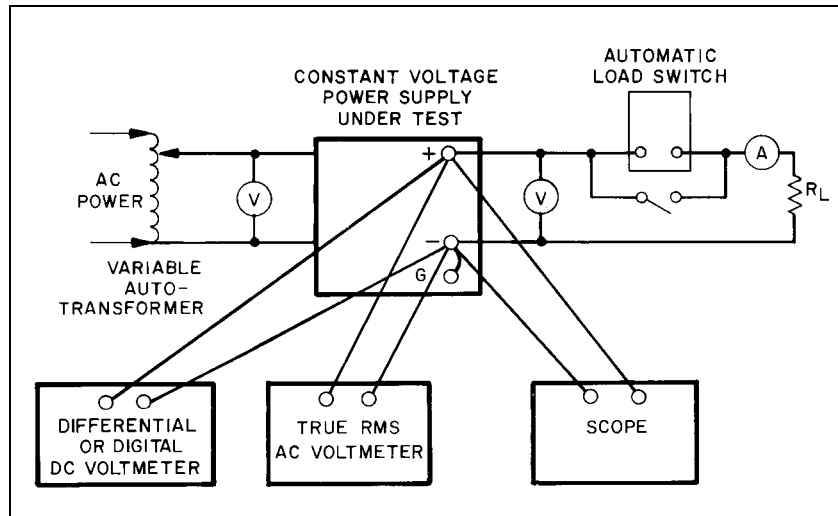 CONSTANT VOLTAGE
POWER SUPPLY
UNDER TEST
AUTOMATIC
LOAD SWITCH
AC
POWER
V
+
−
G
V
A
RL
VARIABLE
AUTO-
TRANSFORMER
DIFFERENTIAL
OR DIGITAL
DC VOLTMETER
TRUE RMS
AC VOLTMETER
SCOPE